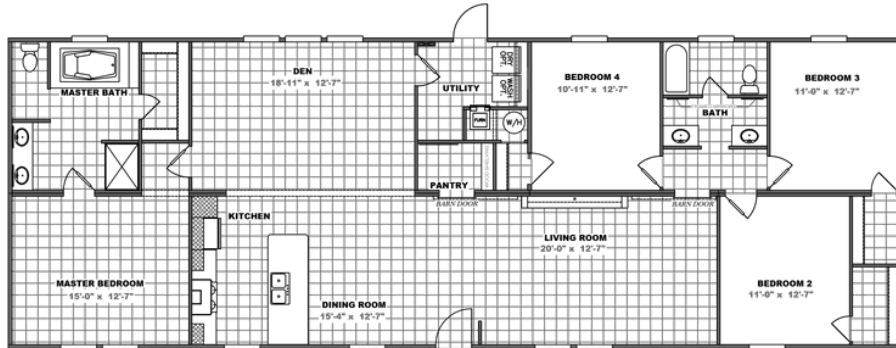 MASTER BATH
DEN
18'-11" x 12'-7"
UTILITY
DRY OPT.
WASH OPT.
FURN
W/H
PANTRY
BARN DOOR
BEDROOM 4
10'-11" x 12'-7"
BATH
BEDROOM 3
11'-0" x 12'-7"
BARN DOOR
KITCHEN
MASTER BEDROOM
15'-0" x 12'-7"
DINING ROOM
15'-4" x 12'-7"
LIVING ROOM
20'-0" x 12'-7"
BEDROOM 2
11'-0" x 12'-7"